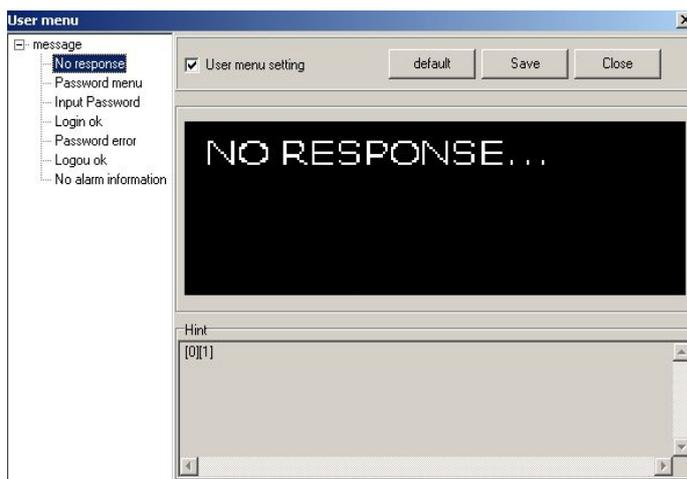 User menu
message
No response
Password menu
Input Password
Login ok
Password error
Logou ok
No alarm information
User menu setting
default
Save
Close
NO RESPONSE...
Hint
[0][1]